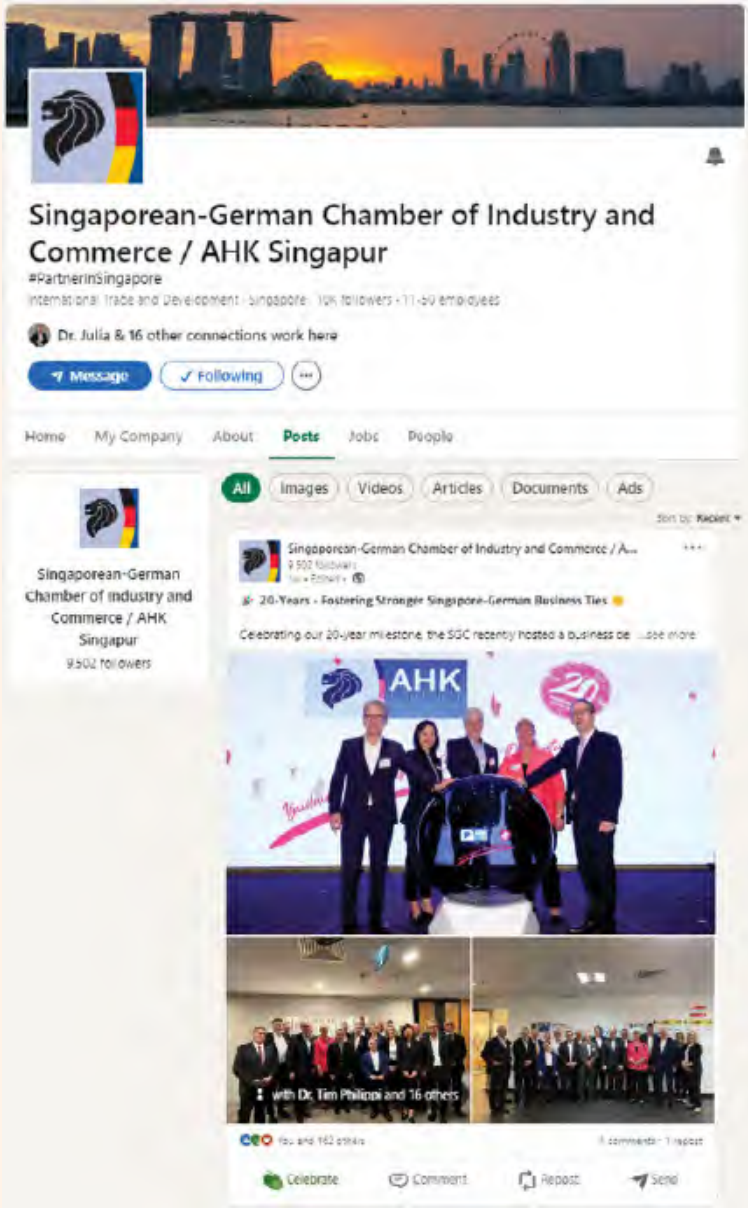 Singaporean-German Chamber of Industry and
Commerce / AHK Singapur
#PartnerInSingapore
International Trade and Development · Singapore · 10K followers · 11-50 employees
Dr. Julia & 16 other connections work here
Message
Following
Home My Company About Posts Jobs People
All Images Videos Articles Documents Ads
Sort by: Recent
Singaporean-German
Chamber of Industry and
Commerce / AHK
Singapur
9,502 followers
Singaporean-German Chamber of Industry and Commerce / A...
9,502 followers
Edited
20-Years - Fostering Stronger Singapore-German Business Ties
Celebrating our 20-year milestone, the SGC recently hosted a business de ...see more
AHK
20
with Dr. Tim Philippi and 16 others
You and 162 others
comments · 1 repost
Celebrate Comment Repost Send